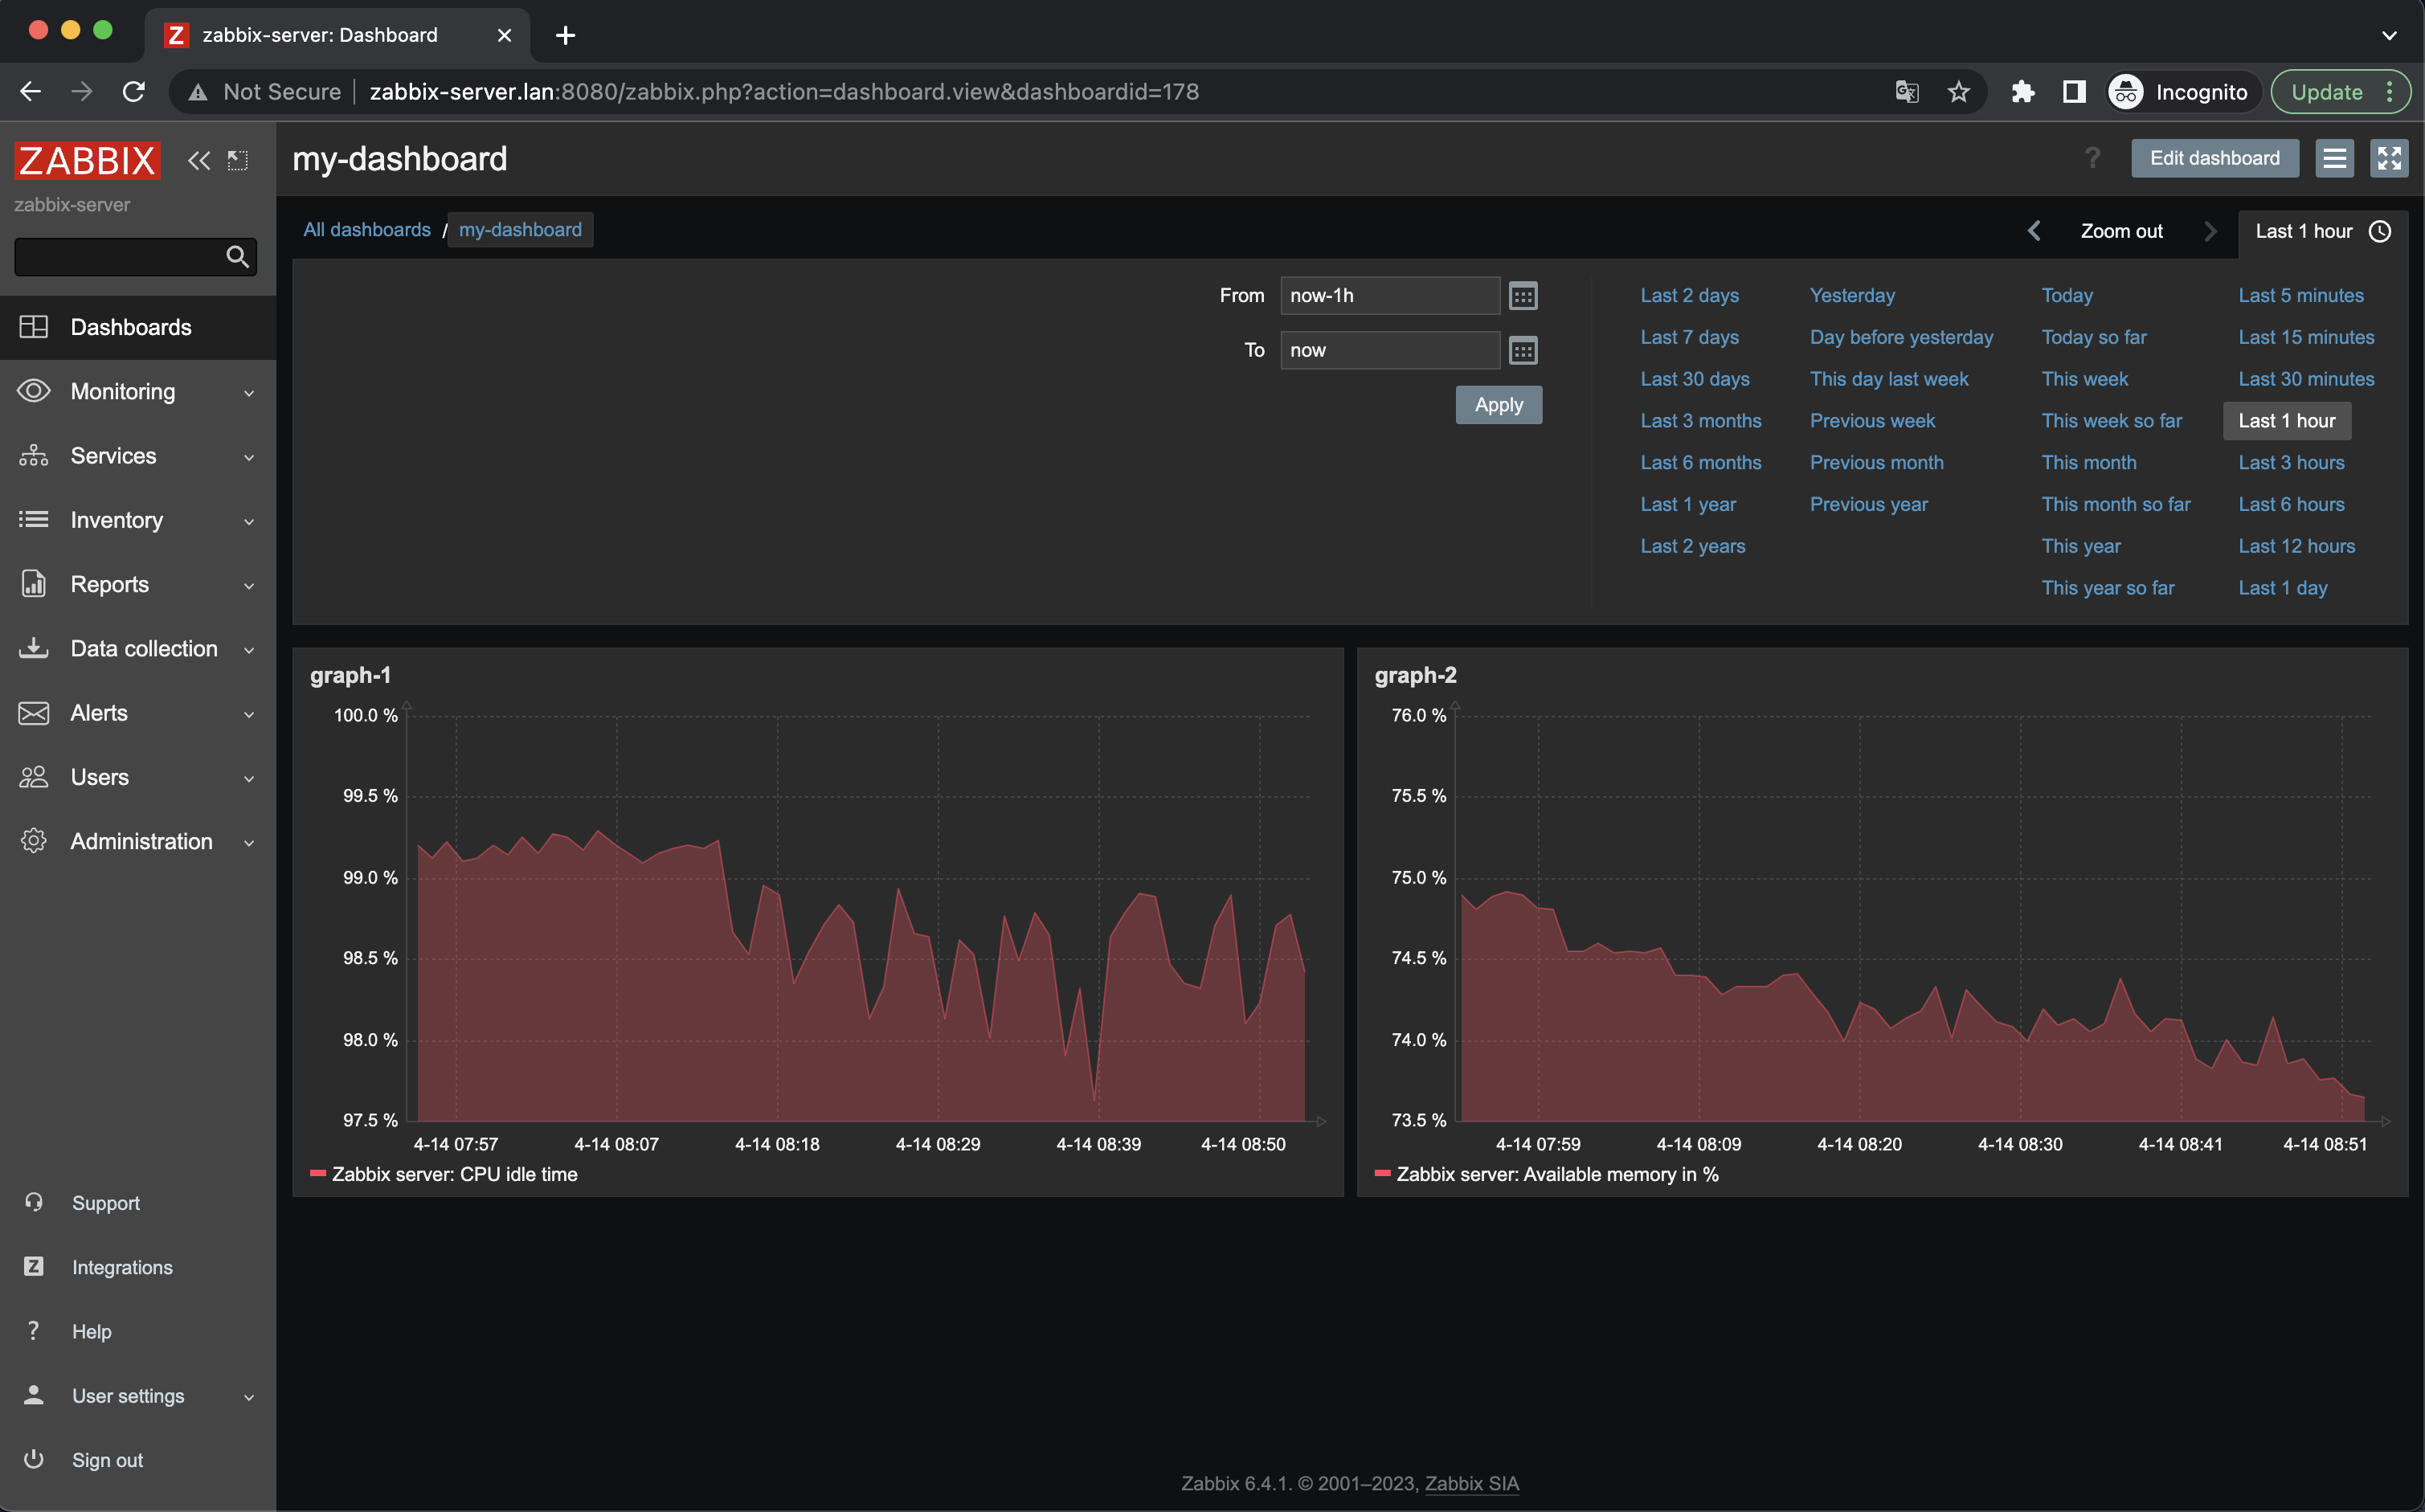 zabbix-server: Dashboard
Not Secure zabbix-server.lan:8080/zabbix.php?action=dashboard.view&dashboardid=178 Incognito Update
ZABBIX
zabbix-server
Dashboards
Monitoring
Services
Inventory
Reports
Data collection
Alerts
Users
Administration
Support
Integrations
Help
User settings
Sign out
my-dashboard ? Edit dashboard
All dashboards / my-dashboard Zoom out Last 1 hour
From now-1h
To now
Apply
Last 2 days Yesterday Today Last 5 minutes
Last 7 days Day before yesterday Today so far Last 15 minutes
Last 30 days This day last week This week Last 30 minutes
Last 3 months Previous week This week so far Last 1 hour
Last 6 months Previous month This month Last 3 hours
Last 1 year Previous year This month so far Last 6 hours
Last 2 years This year Last 12 hours
This year so far Last 1 day
graph-1
100.0 %
99.5 %
99.0 %
98.5 %
98.0 %
97.5 %
4-14 07:57 4-14 08:07 4-14 08:18 4-14 08:29 4-14 08:39 4-14 08:50
Zabbix server: CPU idle time
graph-2
76.0 %
75.5 %
75.0 %
74.5 %
74.0 %
73.5 %
4-14 07:59 4-14 08:09 4-14 08:20 4-14 08:30 4-14 08:41 4-14 08:51
Zabbix server: Available memory in %
Zabbix 6.4.1. © 2001–2023, Zabbix SIA